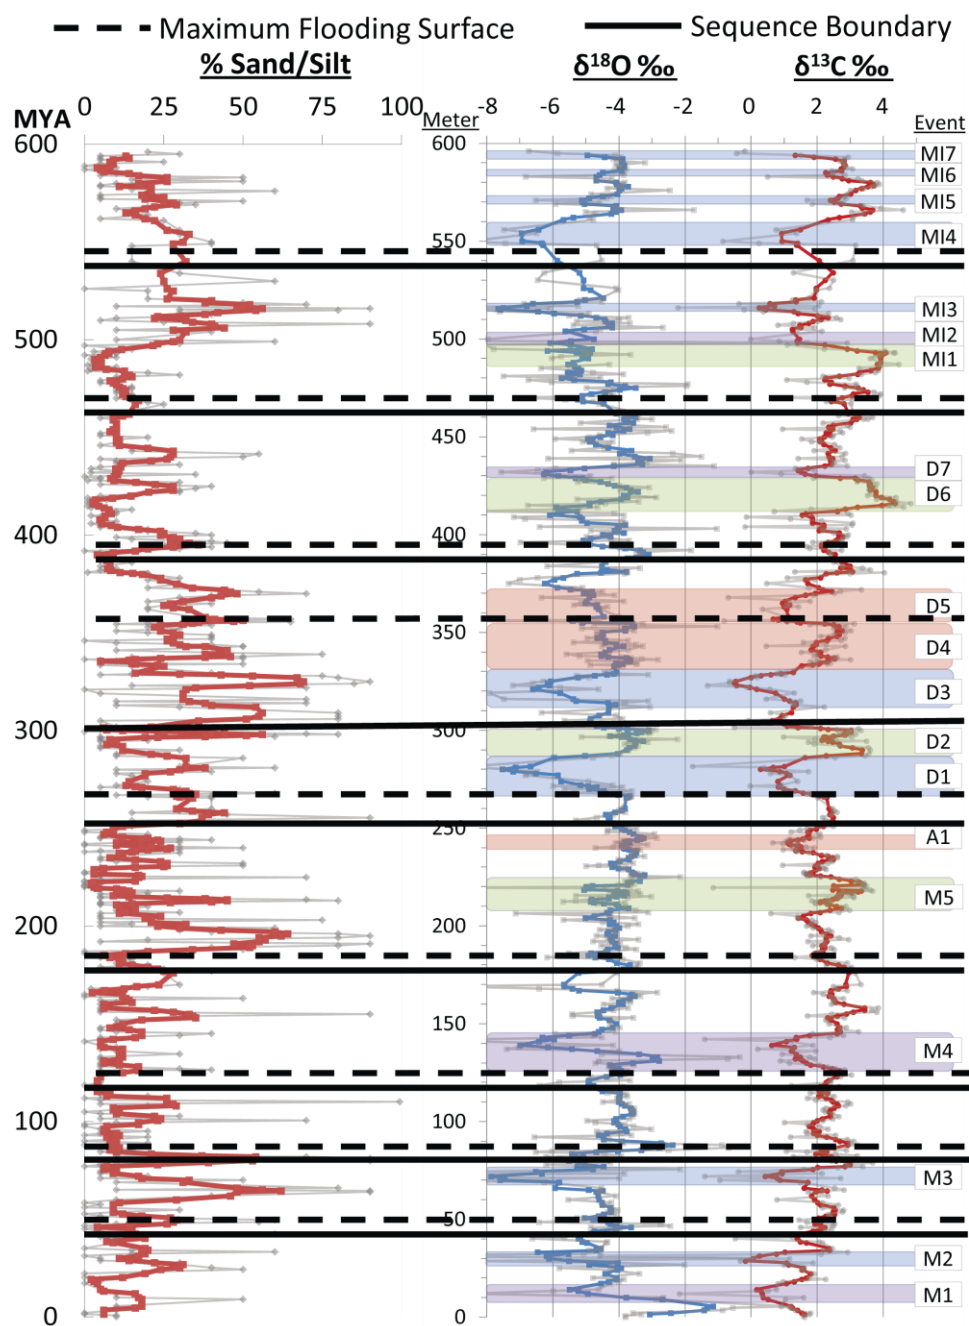 Maximum Flooding Surface Sequence Boundary
% Sand/Silt δ18O ‰ δ13C ‰
0 25 50 75 100 -8 -6 -4 -2 0 2 4
MYA Meter Event
600 600 MI7
MI6
MI5
550 MI4
MI3
500 500 MI2
MI1
450
D7
D6
400 400
D5
350
D4
D3
300 300
D2
D1
250 A1
M5
200 200
150
M4
100 100
M3
50
M2
M1
0 0